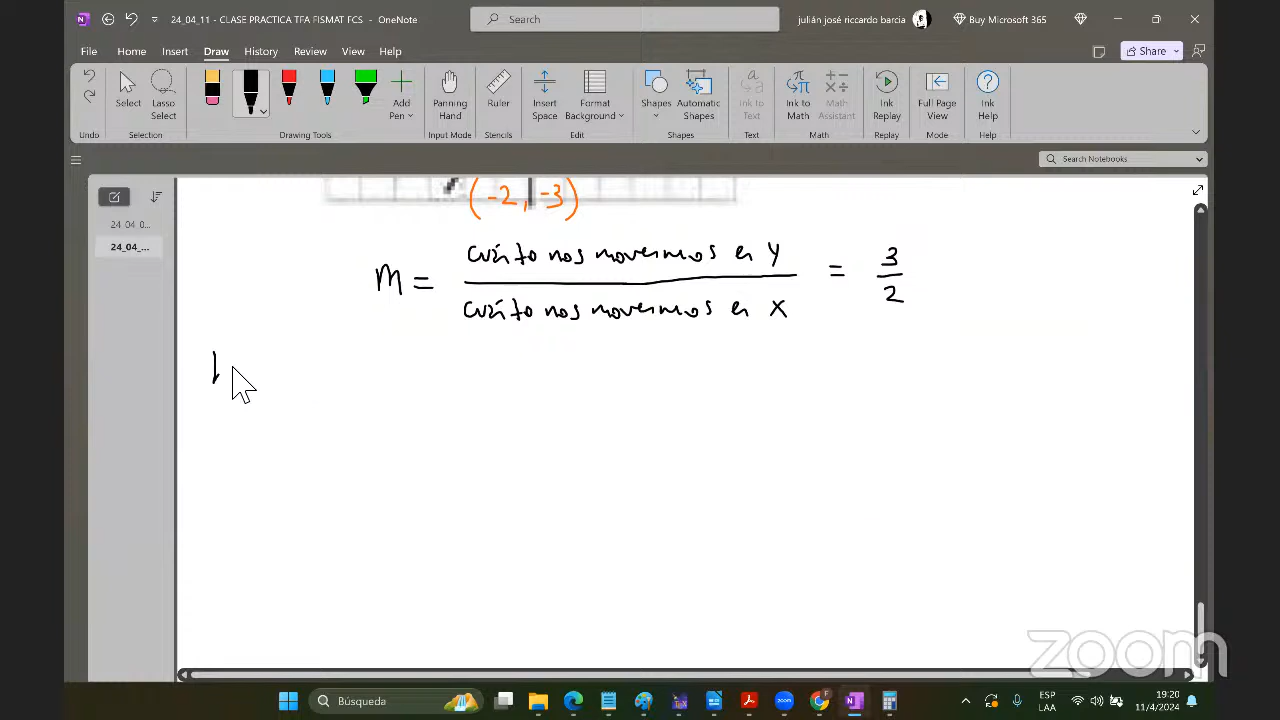 24_04_11 - CLASE PRACTICA TFA FISMAT FCS - OneNote
Search
julián josé riccardo barcia
Buy Microsoft 365
File Home Insert Draw History Review View Help
Share
Select
Lasso Select
Add Pen
Panning Hand
Ruler
Insert Space
Format Background
Shapes
Automatic Shapes
Ink to Text
Ink to Math
Math Assistant
Ink Replay
Full Page View
Help
Undo Selection Drawing Tools Input Mode Stencils Edit Shapes Text Math Replay Mode Help
Search Notebooks
24_04_0...
24_04_...
(-2, -3)
m = cuánto nos movemos en y / cuánto nos movemos en x = 3/2
zoom
Búsqueda
ESP
LAA
19:20
11/4/2024